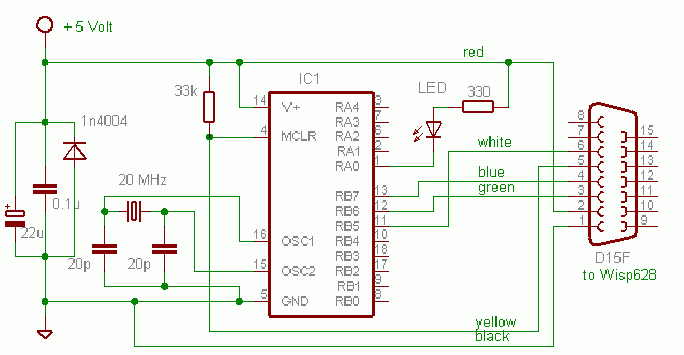 +5 Volt
red
33k
IC1
LED
330
14
V+
RA4
3
4
MCLR
RA3
7
RA2
6
RA1
2
RA0
1
1n4004
white
8
7
15
6
14
5
13
4
12
3
11
2
10
1
9
blue
green
20 MHz
0.1u
+
22u
20p
20p
RB7
13
RB6
12
RB5
11
16
OSC1
RB4
10
RB3
18
15
OSC2
RB2
17
RB1
9
5
GND
RB0
8
D15F
to Wisp628
yellow
black